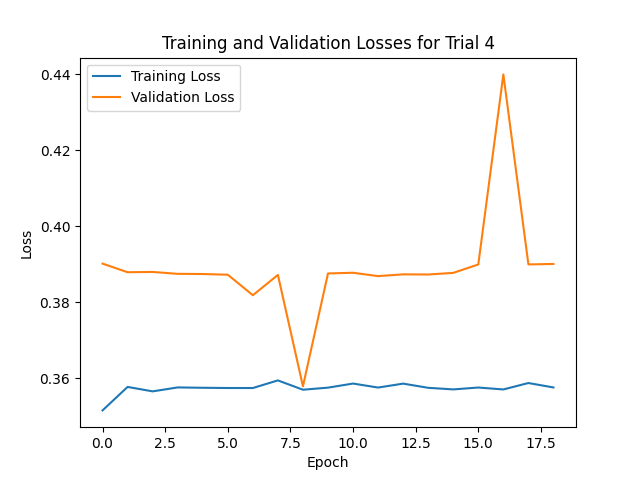 Training and Validation Losses for Trial 4
Training Loss
Validation Loss
0.44
0.42
0.40
0.38
0.36
Loss
0.0 2.5 5.0 7.5 10.0 12.5 15.0 17.5
Epoch